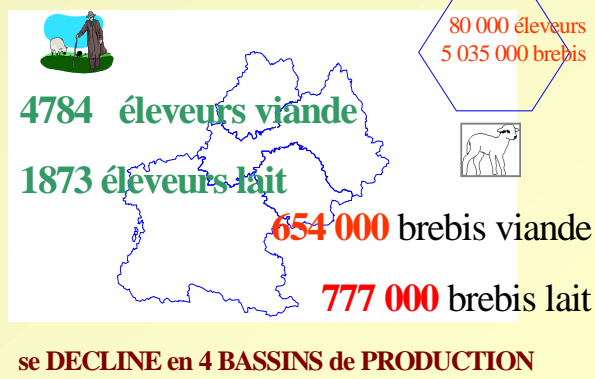 80 000 éleveurs
5 035 000 brebis
4784 éleveurs viande
1873 éleveurs lait
654 000 brebis viande
777 000 brebis lait
se DECLINE en 4 BASSINS de PRODUCTION